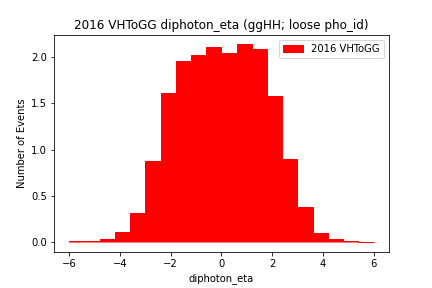 2016 VHToGG diphoton_eta (ggHH; loose pho_id)
2016 VHToGG
Number of Events
2.0
1.5
1.0
0.5
0.0
−6 −4 −2 0 2 4 6
diphoton_eta